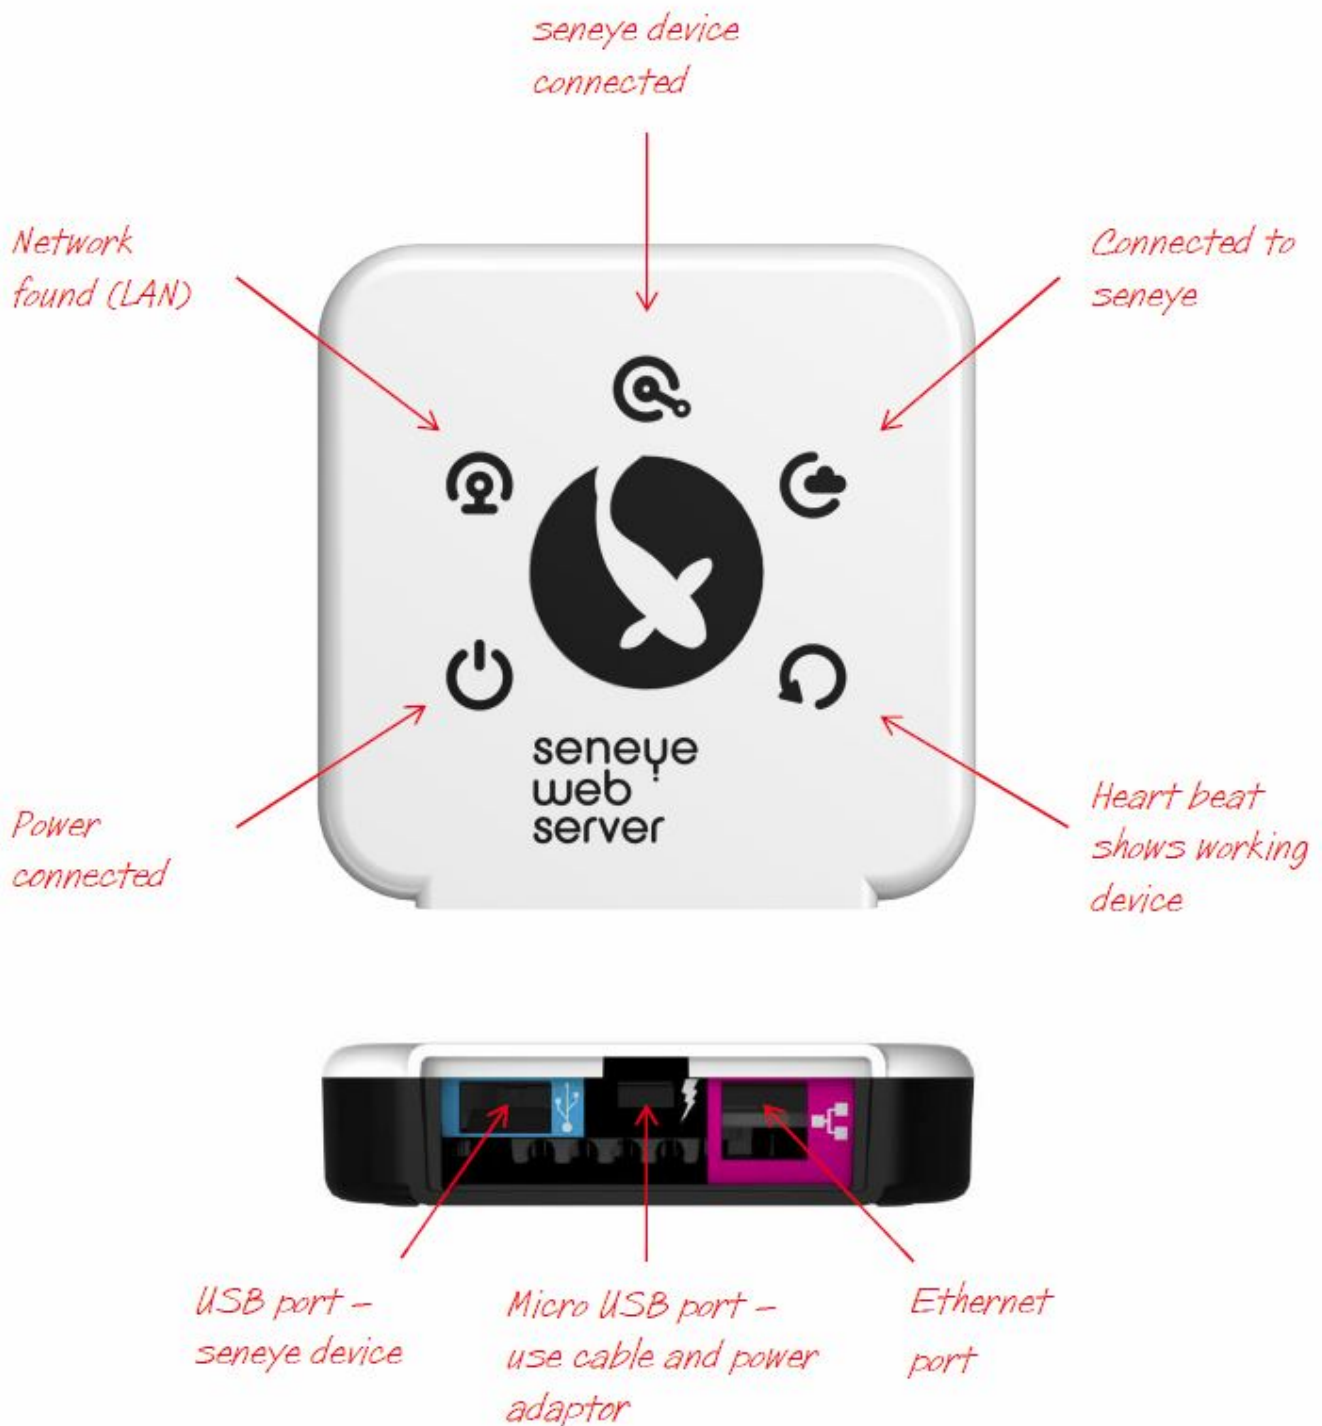 seneye device
connected
Network
found (LAN)
Connected to
seneye
seneye
web
server
Power
connected
Heart beat
shows working
device
USB port –
seneye device
Micro USB port –
use cable and power
adaptor
Ethernet
port